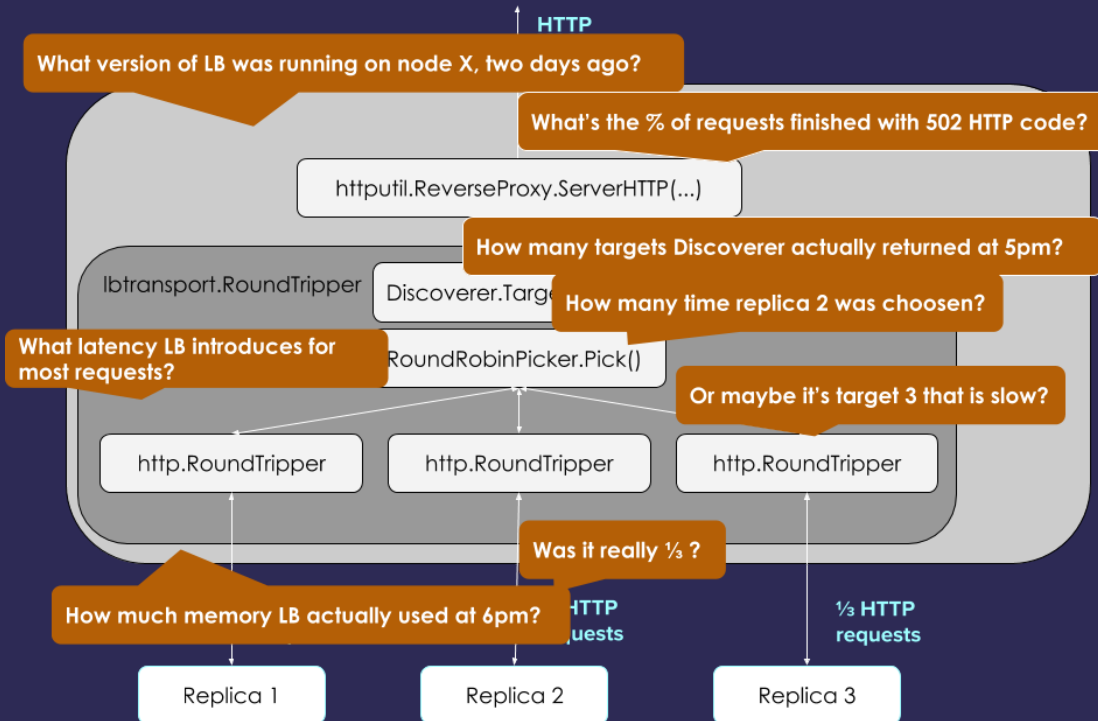 HTTP
What version of LB was running on node X, two days ago?
What's the % of requests finished with 502 HTTP code?
httputil.ReverseProxy.ServerHTTP(...)
How many targets Discoverer actually returned at 5pm?
lbtransport.RoundTripper
How many time replica 2 was choosen?
What latency LB introduces for
most requests?
RoundRobinPicker.Pick()
Or maybe it's target 3 that is slow?
http.RoundTripper
http.RoundTripper
http.RoundTripper
Was it really ⅓ ?
How much memory LB actually used at 6pm?
HTTP
⅓ HTTP
requests
Replica 1
Replica 2
Replica 3